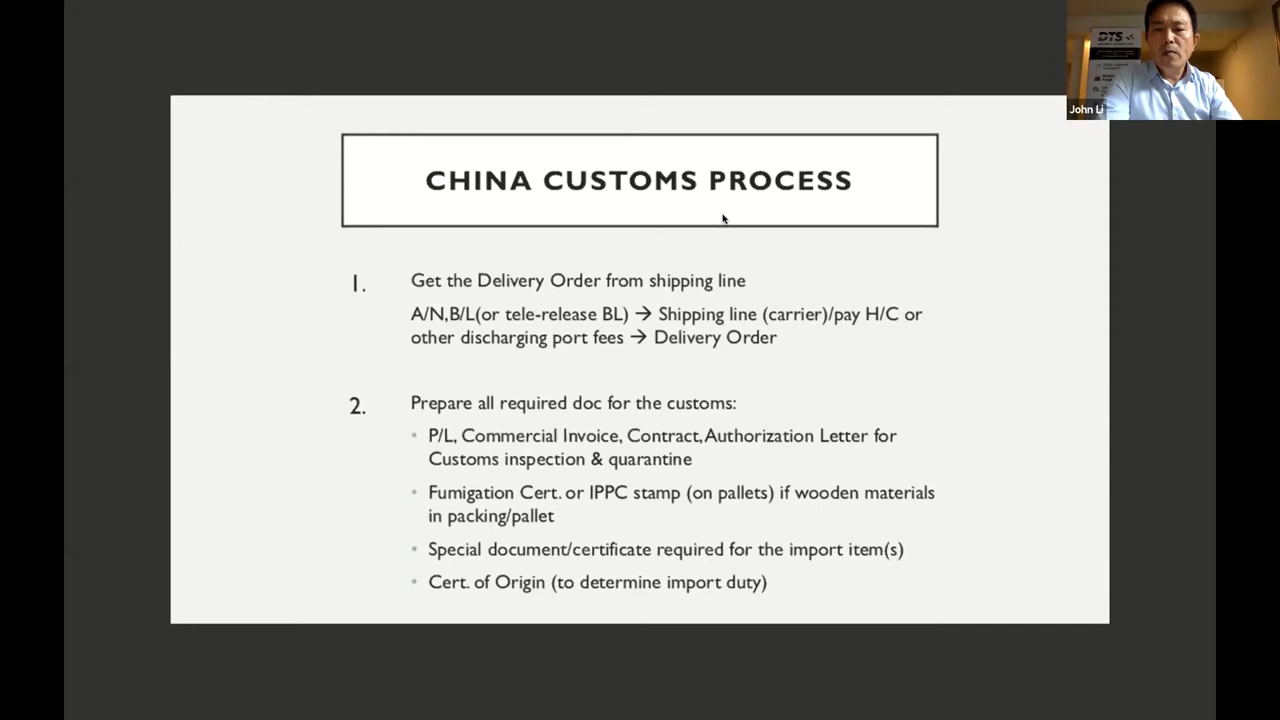 DTS
John Li
CHINA CUSTOMS PROCESS
1. Get the Delivery Order from shipping line
A/N,B/L(or tele-release BL) → Shipping line (carrier)/pay H/C or
other discharging port fees → Delivery Order
2. Prepare all required doc for the customs:
• P/L, Commercial Invoice, Contract,Authorization Letter for
Customs inspection & quarantine
• Fumigation Cert. or IPPC stamp (on pallets) if wooden materials
in packing/pallet
• Special document/certificate required for the import item(s)
• Cert. of Origin (to determine import duty)